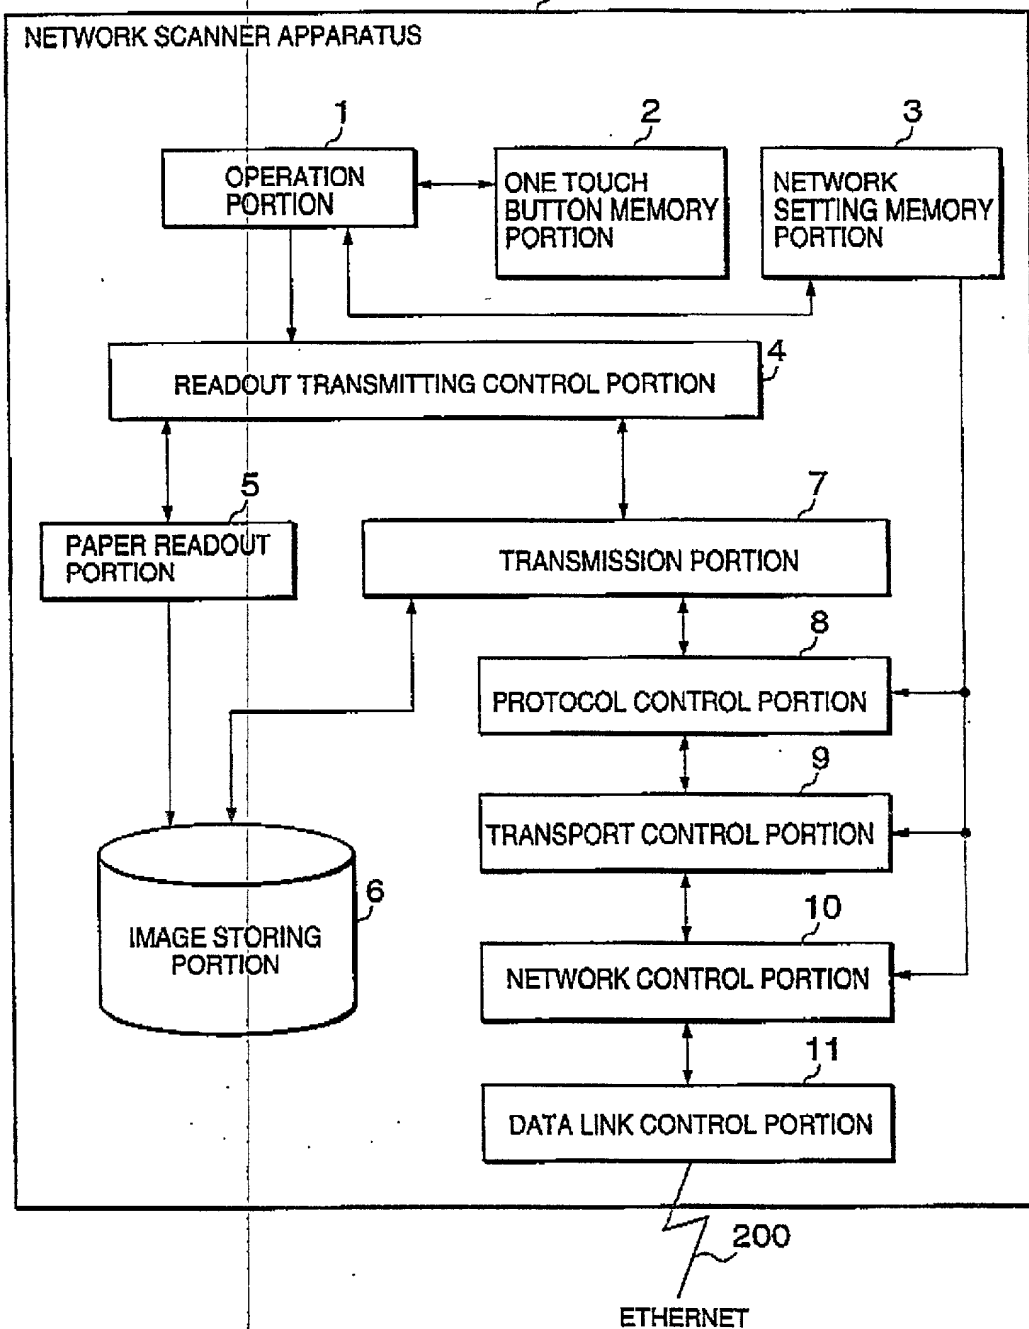 NETWORK SCANNER APPARATUS
1
2
3
OPERATION
PORTION
ONE TOUCH
BUTTON MEMORY
PORTION
NETWORK
SETTING MEMORY
PORTION
4
READOUT TRANSMITTING CONTROL PORTION
5
7
PAPER READOUT
PORTION
TRANSMISSION PORTION
8
PROTOCOL CONTROL PORTION
9
TRANSPORT CONTROL PORTION
6
IMAGE STORING
PORTION
10
NETWORK CONTROL PORTION
11
DATA LINK CONTROL PORTION
200
ETHERNET